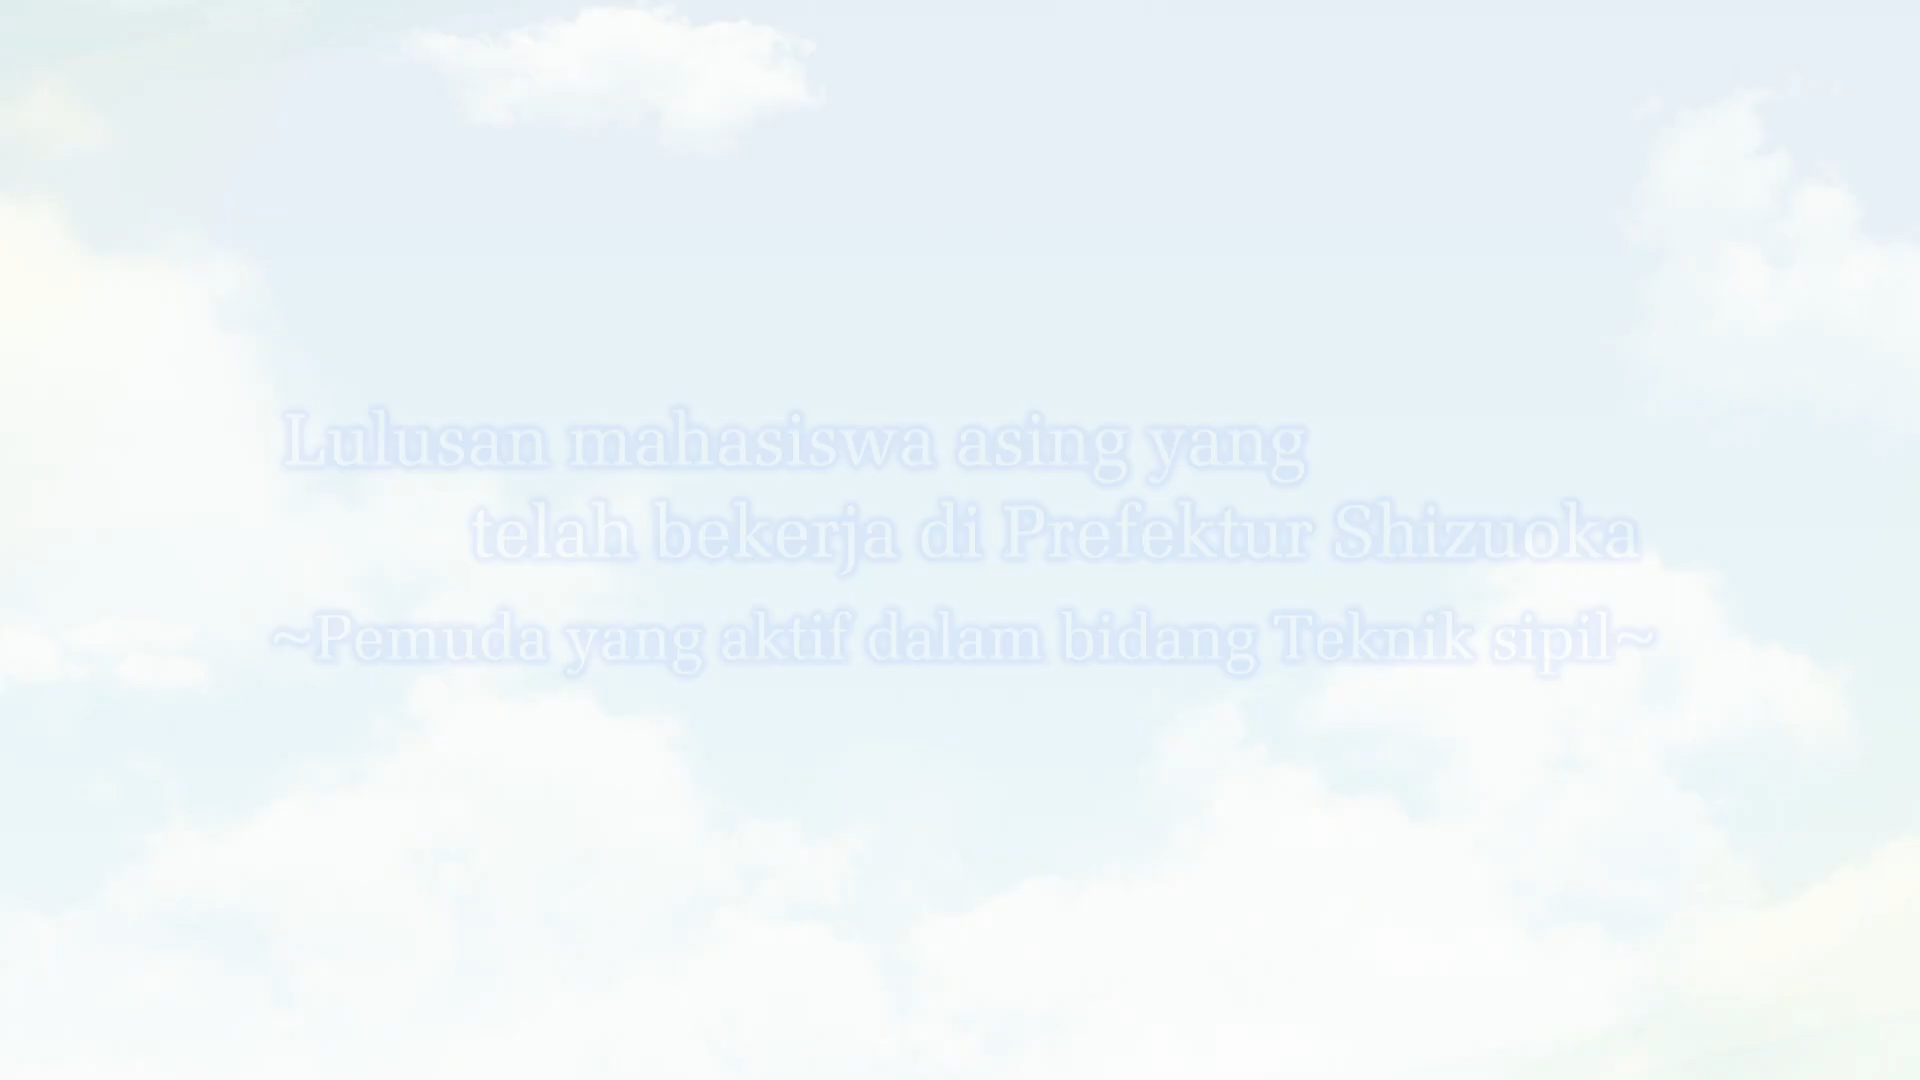 Lulusan mahasiswa asing yang
telah bekerja di Prefektur Shizuoka
~Pemuda yang aktif dalam bidang Teknik sipil~